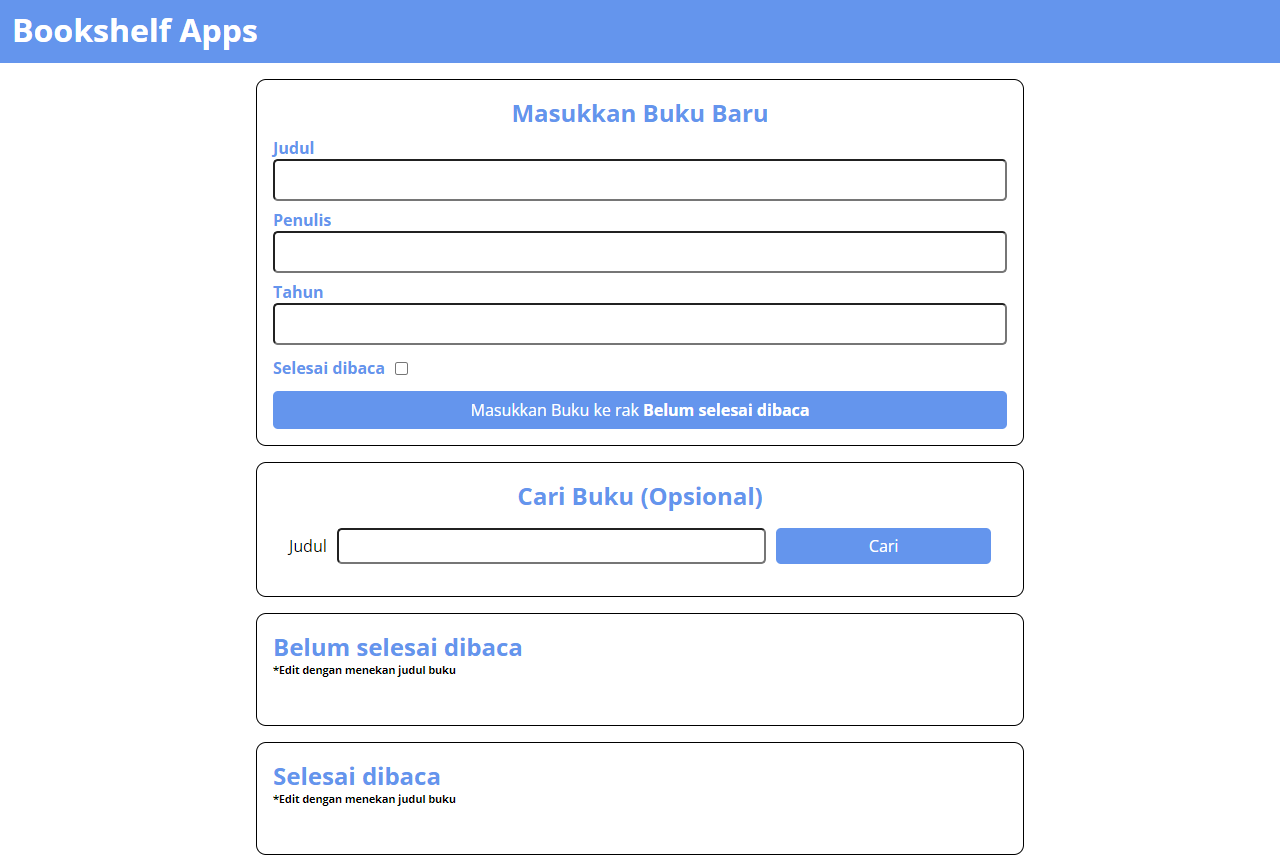 Bookshelf Apps
Masukkan Buku Baru
Judul
Penulis
Tahun
Selesai dibaca
Masukkan Buku ke rak Belum selesai dibaca
Cari Buku (Opsional)
Judul Cari
Belum selesai dibaca
*Edit dengan menekan judul buku
Selesai dibaca
*Edit dengan menekan judul buku